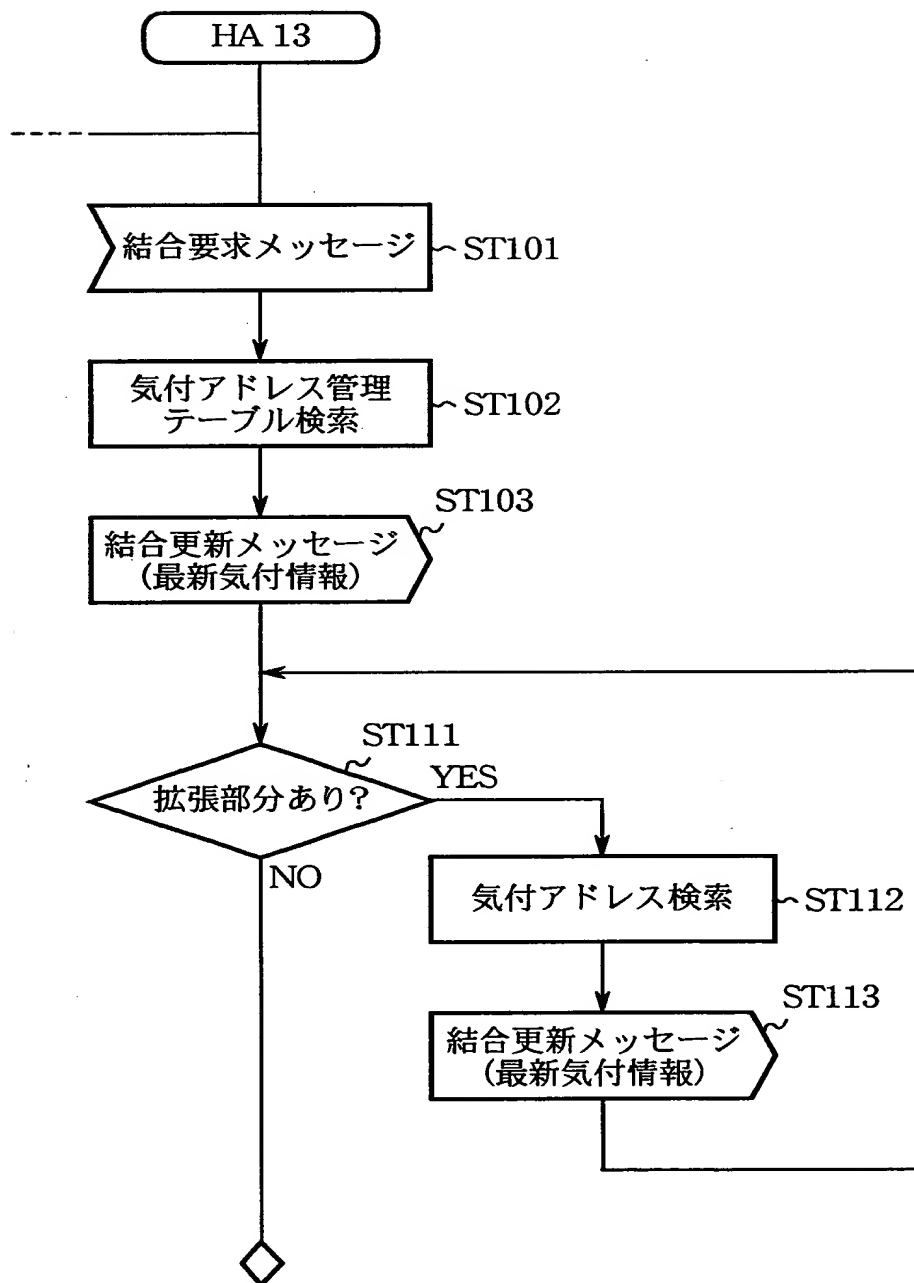 HA 13
結合要求メッセージ
ST101
気付アドレス管理
テーブル検索
ST102
ST103
結合更新メッセージ
(最新気付情報)
ST111
拡張部分あり?
YES
NO
気付アドレス検索
ST112
ST113
結合更新メッセージ
(最新気付情報)